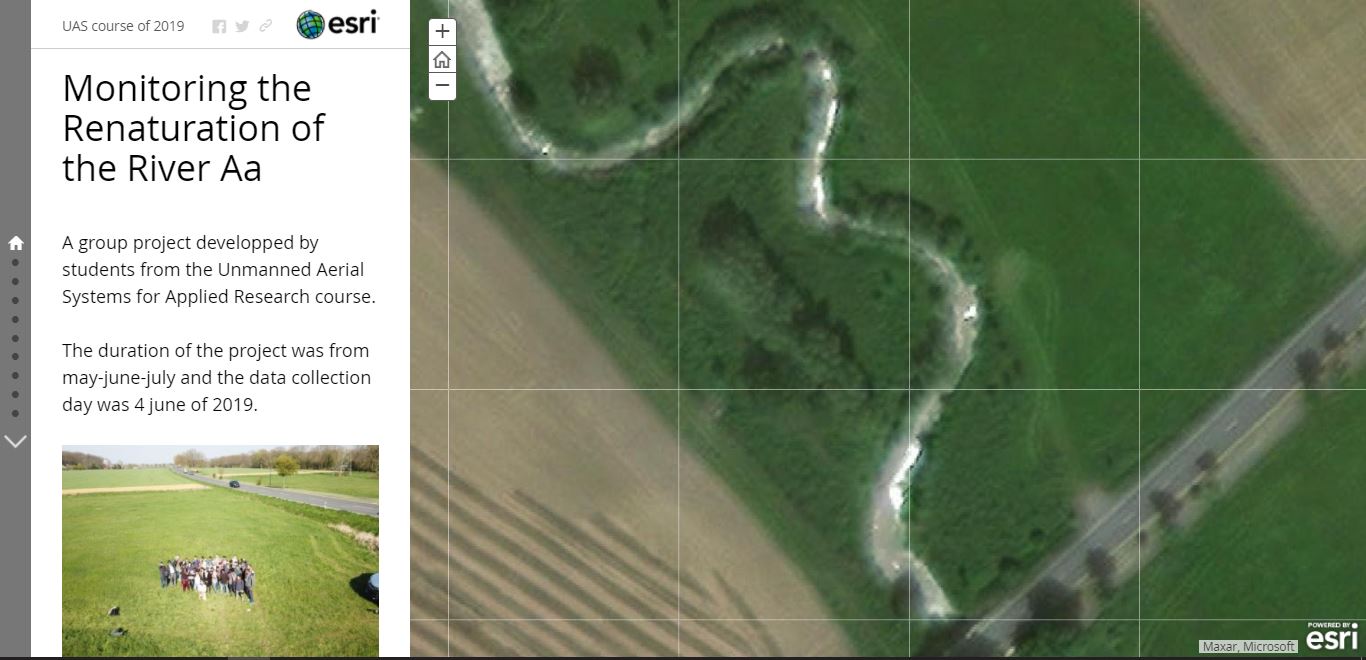 UAS course of 2019
esri
Monitoring the
Renaturation of
the River Aa
A group project developped by
students from the Unmanned Aerial
Systems for Applied Research course.
The duration of the project was from
may-june-july and the data collection
day was 4 june of 2019.
+
−
Maxar, Microsoft
POWERED BY
esri